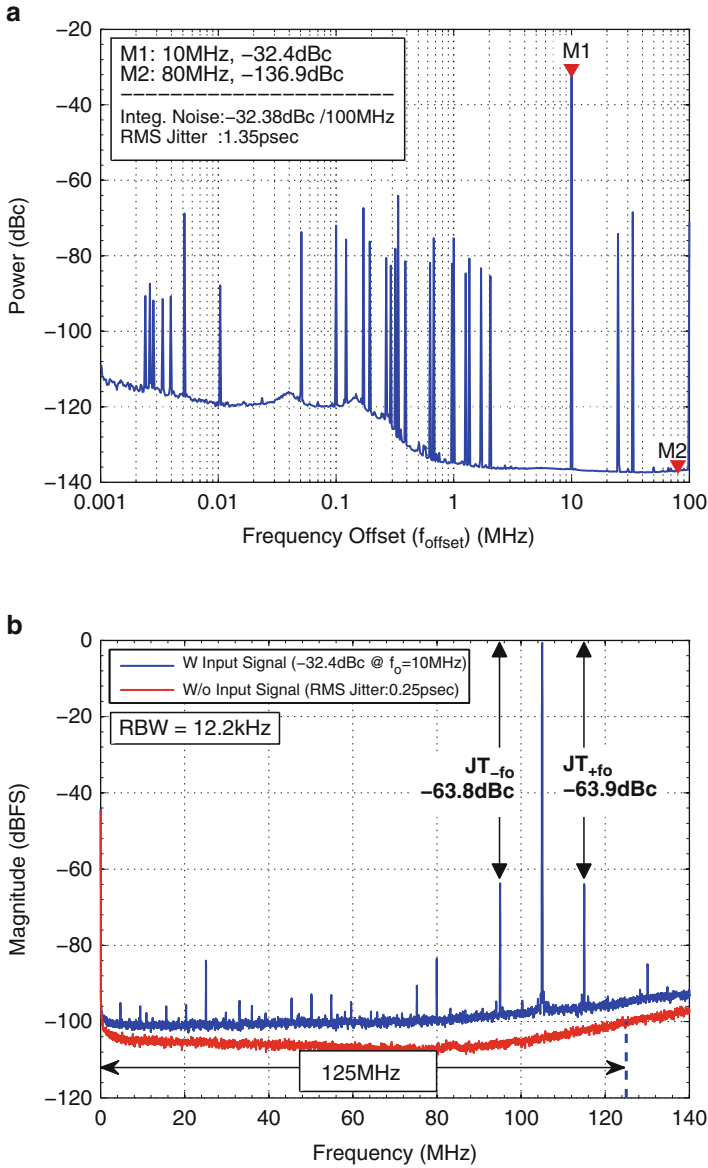 a
Power (dBc)
−20
−40
−60
−80
−100
−120
−140
M1: 10MHz, −32.4dBc
M2: 80MHz, −136.9dBc
Integ. Noise:−32.38dBc /100MHz
RMS Jitter :1.35psec
M1
M2
0.001 0.01 0.1 1 10 100
Frequency Offset (foffset) (MHz)
b
Magnitude (dBFS)
0
−20
−40
−60
−80
−100
−120
W Input Signal (−32.4dBc @ fo=10MHz)
W/o Input Signal (RMS Jitter:0.25psec)
RBW = 12.2kHz
JT−fo
−63.8dBc
JT+fo
−63.9dBc
125MHz
0 20 40 60 80 100 120 140
Frequency (MHz)